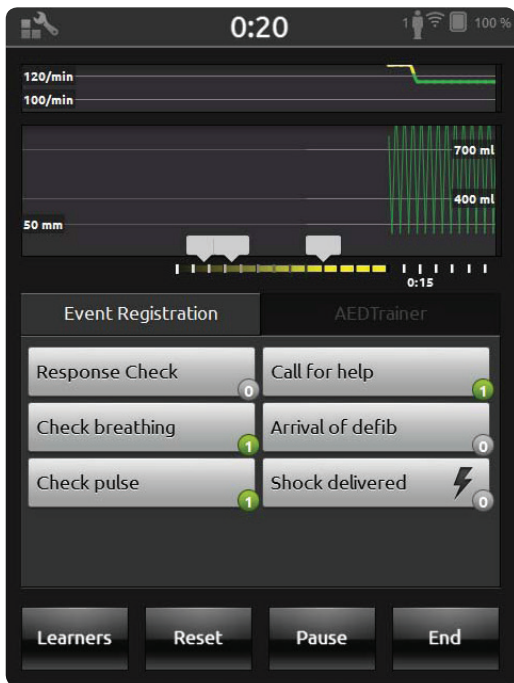 0:20
1
100 %
120/min
100/min
700 ml
400 ml
50 mm
0:15
Event Registration
AEDTrainer
Response Check
0
Call for help
1
Check breathing
1
Arrival of defib
0
Check pulse
1
Shock delivered
0
Learners
Reset
Pause
End